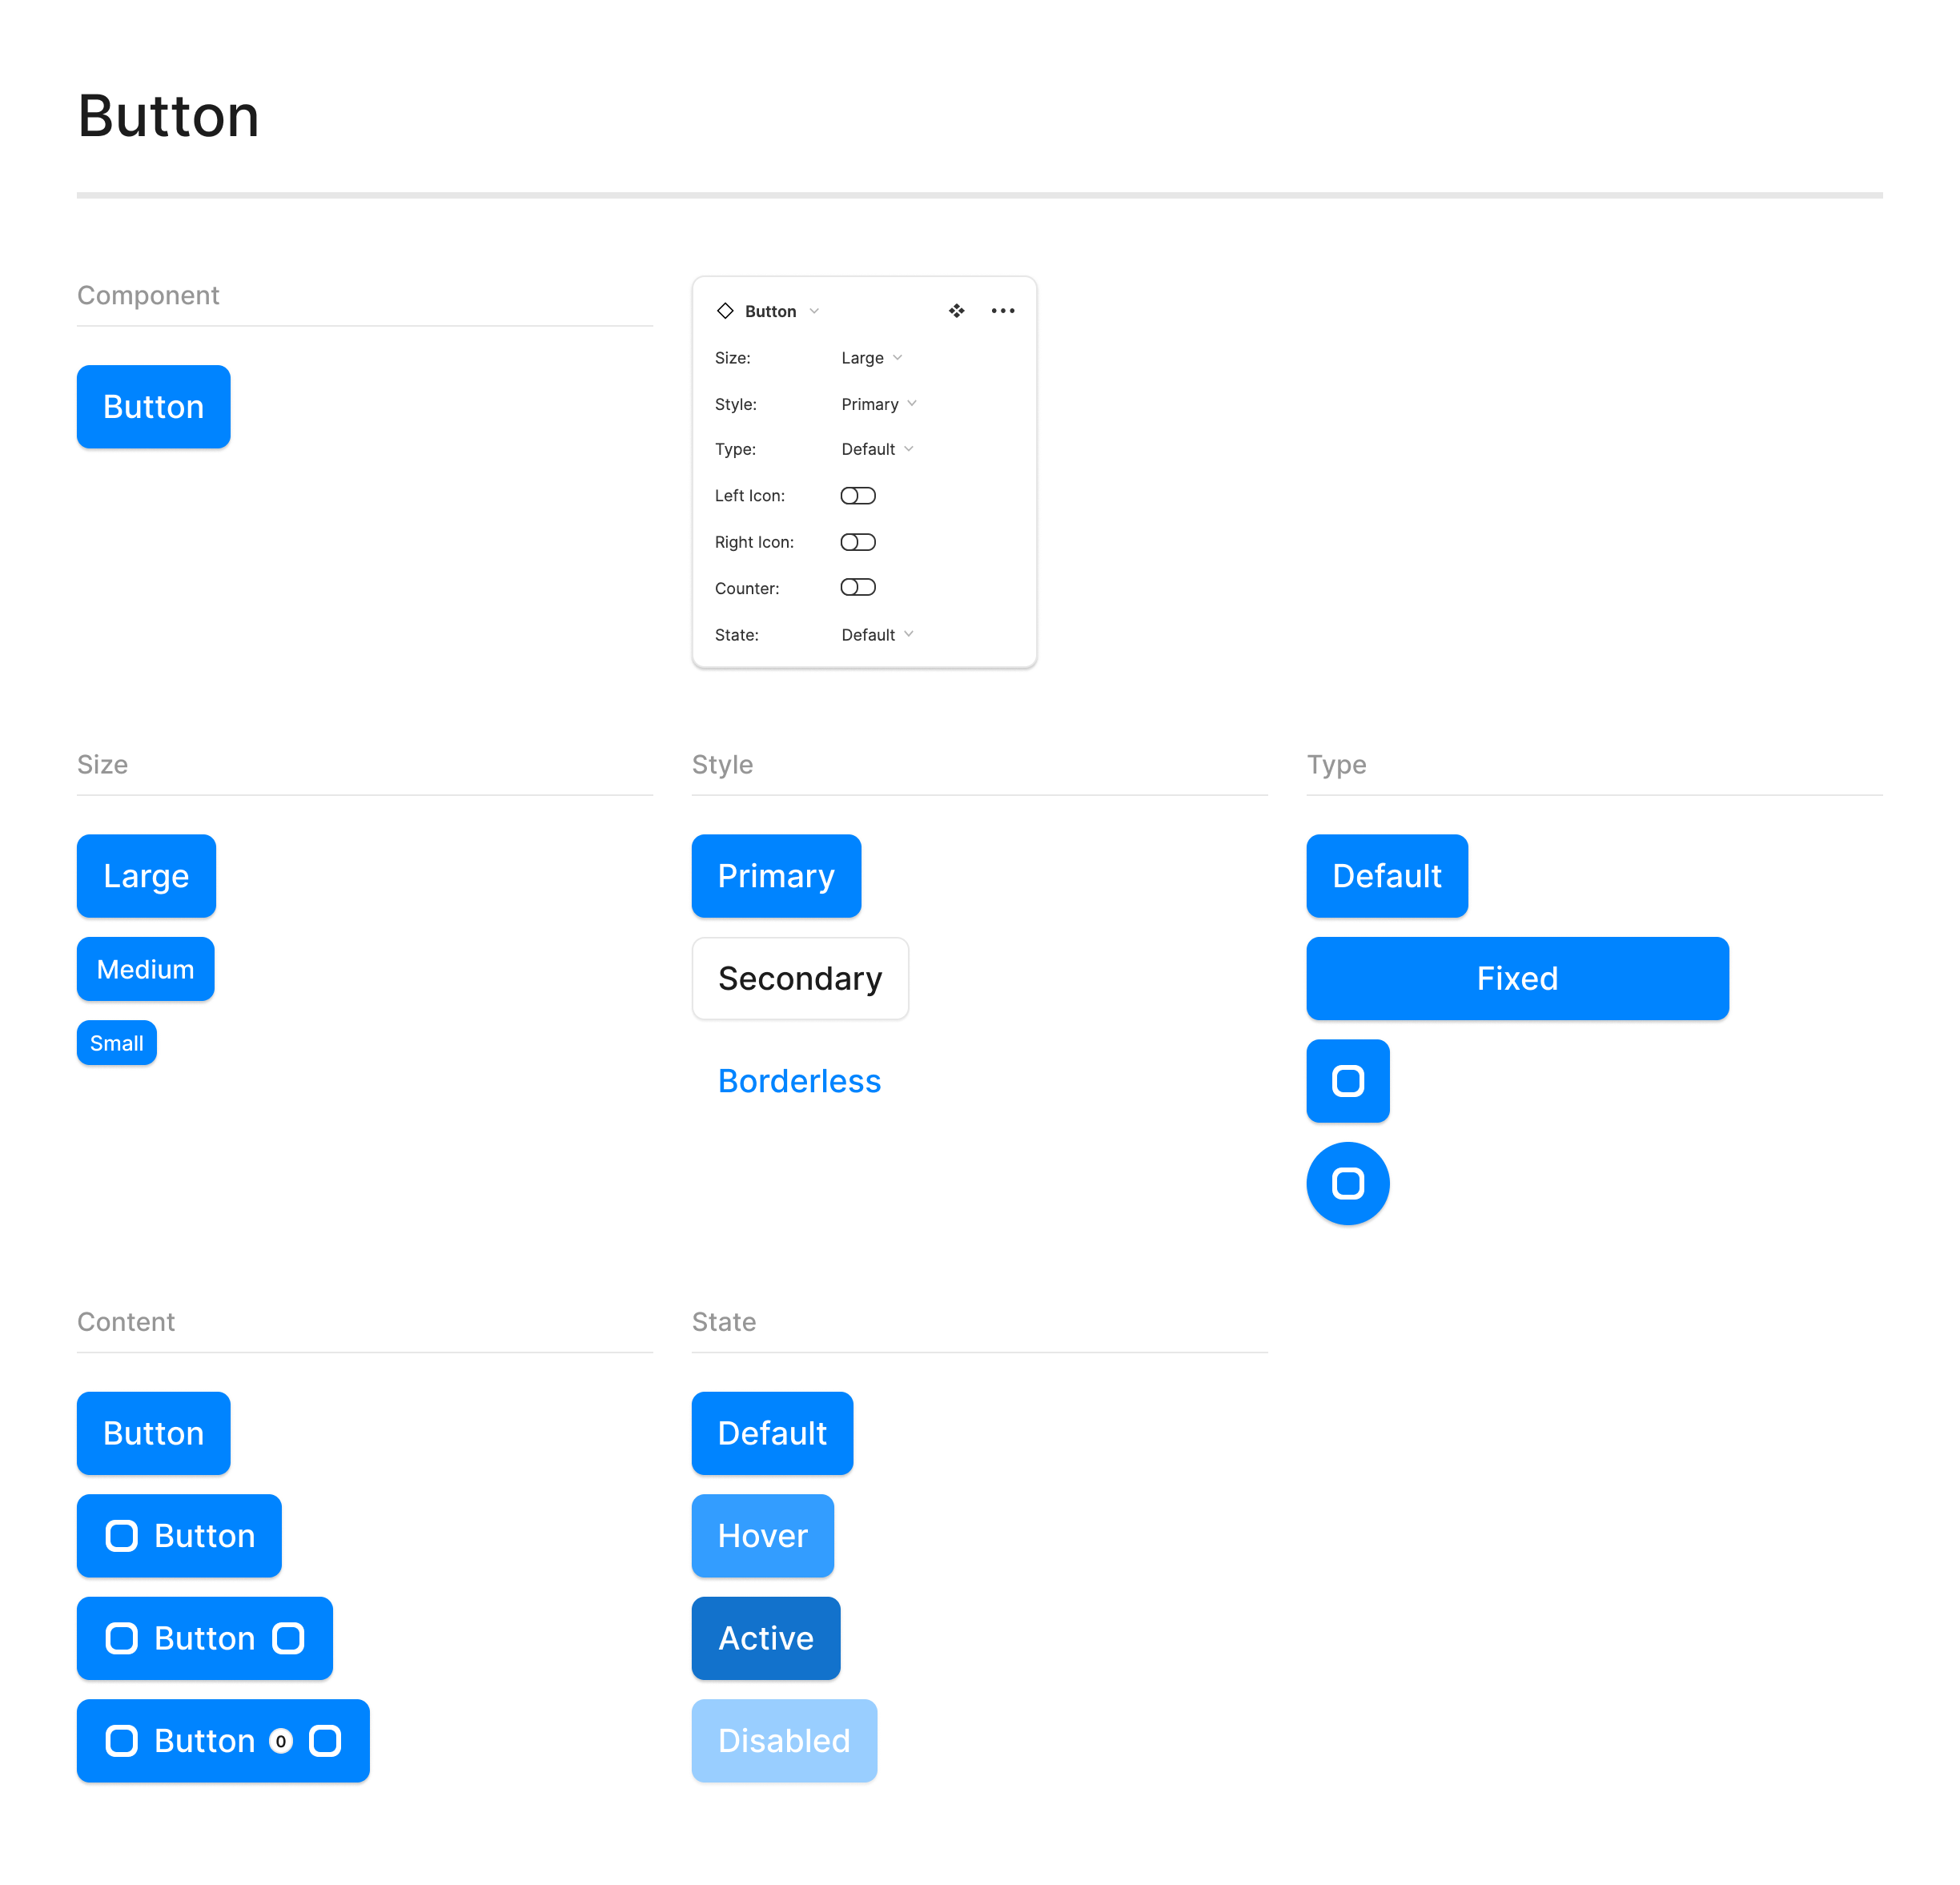 Button
Component
Button
Button
Size: Large
Style: Primary
Type: Default
Left Icon:
Right Icon:
Counter:
State: Default
Size
Large
Medium
Small
Style
Primary
Secondary
Borderless
Type
Default
Fixed
Content
Button
Button
Button
Button 0
State
Default
Hover
Active
Disabled